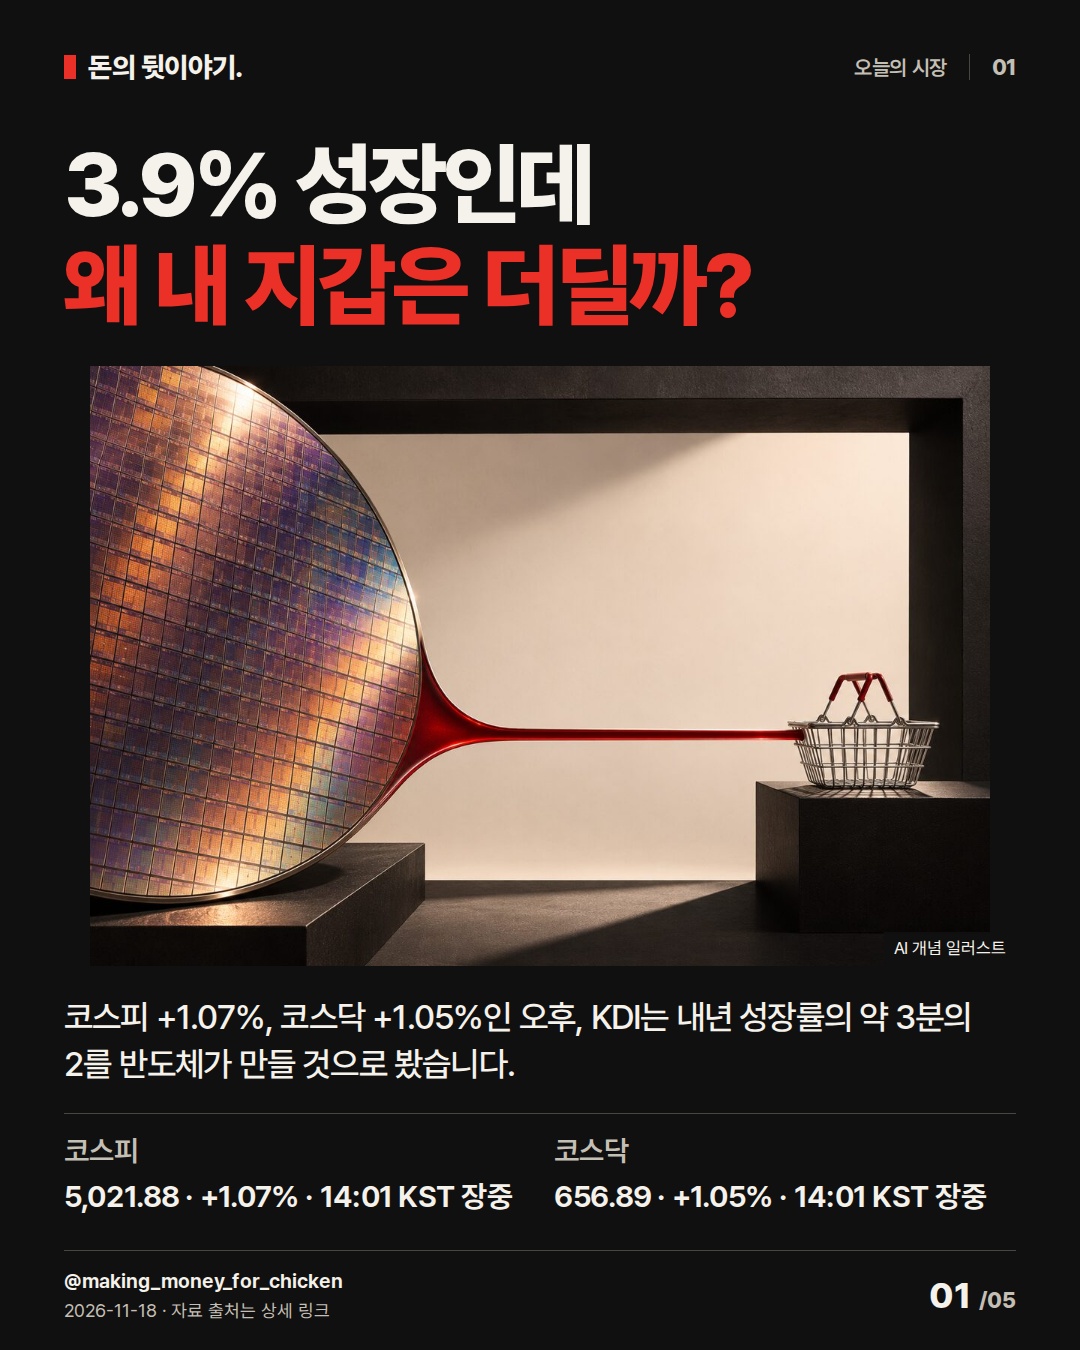 돈의 뒷이야기.
오늘의 시장 01
3.9% 성장인데
왜 내 지갑은 더딜까?
AI 개념 일러스트
코스피 +1.07%, 코스닥 +1.05%인 오후, KDI는 내년 성장률의 약 3분의
2를 반도체가 만들 것으로 봤습니다.
코스피
5,021.88 · +1.07% · 14:01 KST 장중
코스닥
656.89 · +1.05% · 14:01 KST 장중
@making_money_for_chicken
2026-11-18 · 자료 출처는 상세 링크
01 /05